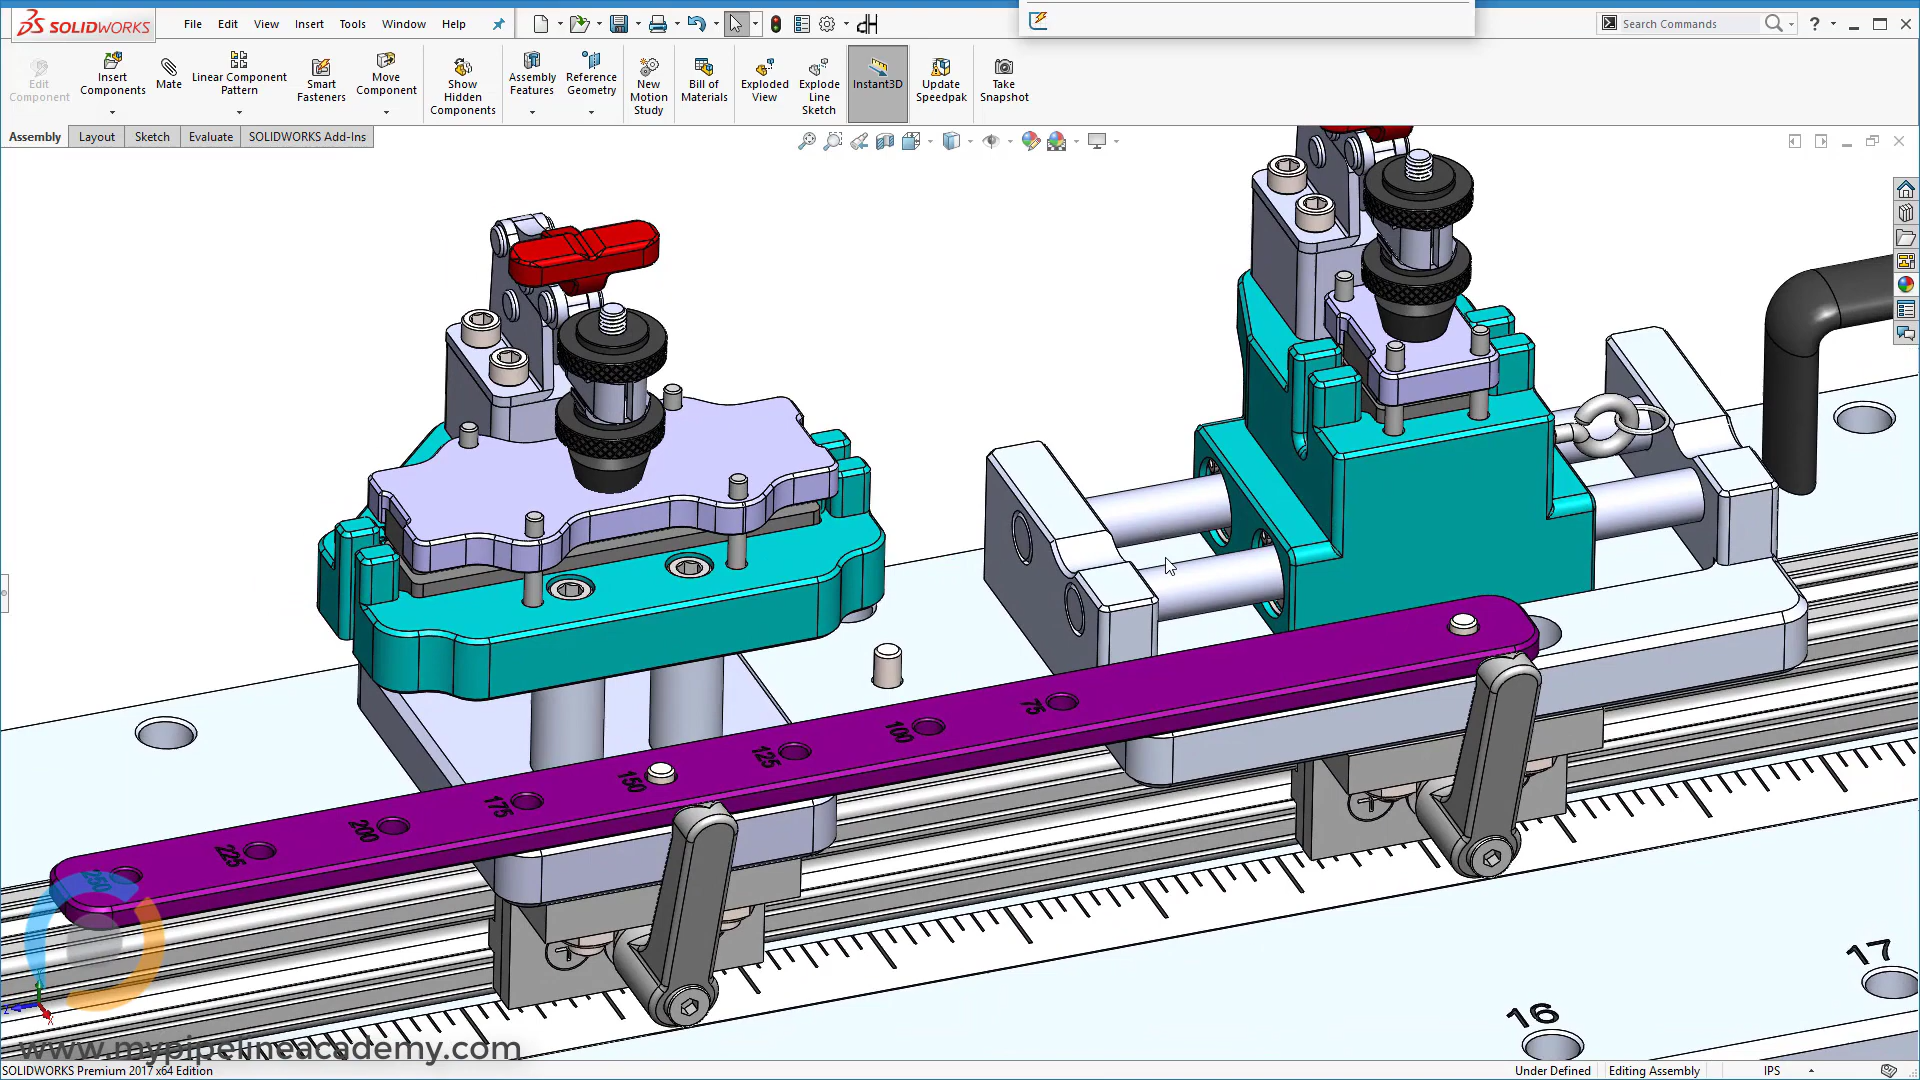 SOLIDWORKS
File Edit View Insert Tools Window Help
Search Commands
Edit Component
Insert Components
Mate
Linear Component Pattern
Smart Fasteners
Move Component
Show Hidden Components
Assembly Features
Reference Geometry
New Motion Study
Bill of Materials
Exploded View
Explode Line Sketch
Instant3D
Update Speedpak
Take Snapshot
Assembly Layout Sketch Evaluate SOLIDWORKS Add-Ins
75
100
125
150
175
200
225
250
17
16
www.mypipelineacademy.com
SOLIDWORKS Premium 2017 x64 Edition
Under Defined Editing Assembly IPS